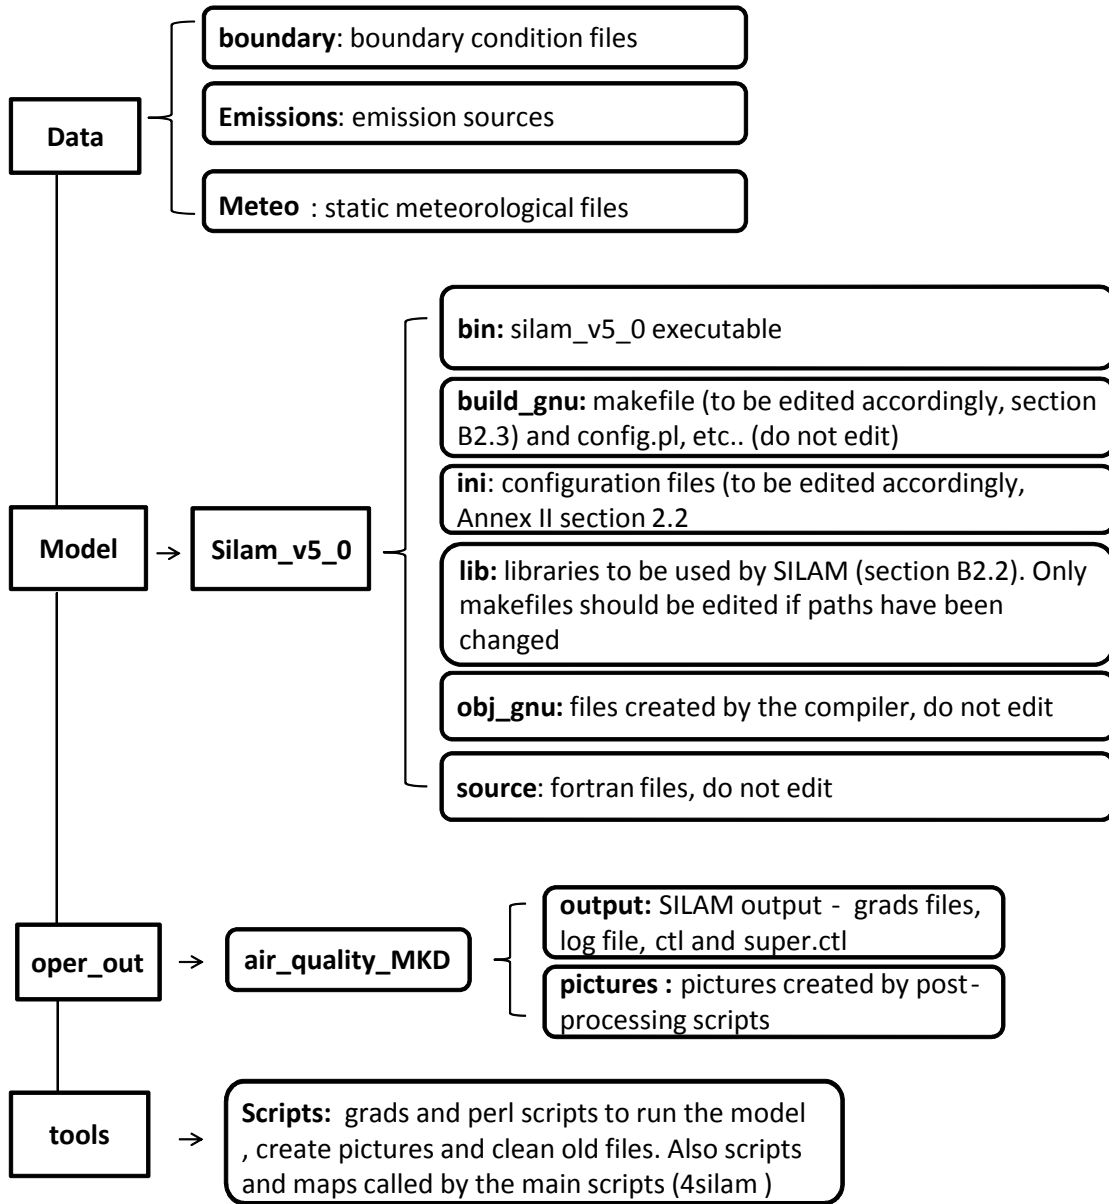 boundary: boundary condition files
Emissions: emission sources
Data
Meteo : static meteorological files
bin: silam_v5_0 executable
build_gnu: makefile (to be edited accordingly, section
B2.3) and config.pl, etc.. (do not edit)
ini: configuration files (to be edited accordingly,
Annex II section 2.2
Model
Silam_v5_0
lib: libraries to be used by SILAM (section B2.2). Only
makefiles should be edited if paths have been
changed
obj_gnu: files created by the compiler, do not edit
source: fortran files, do not edit
oper_out
air_quality_MKD
output: SILAM output - grads files,
log file, ctl and super.ctl
pictures : pictures created by post-
processing scripts
tools
Scripts: grads and perl scripts to run the model
, create pictures and clean old files. Also scripts
and maps called by the main scripts (4silam )